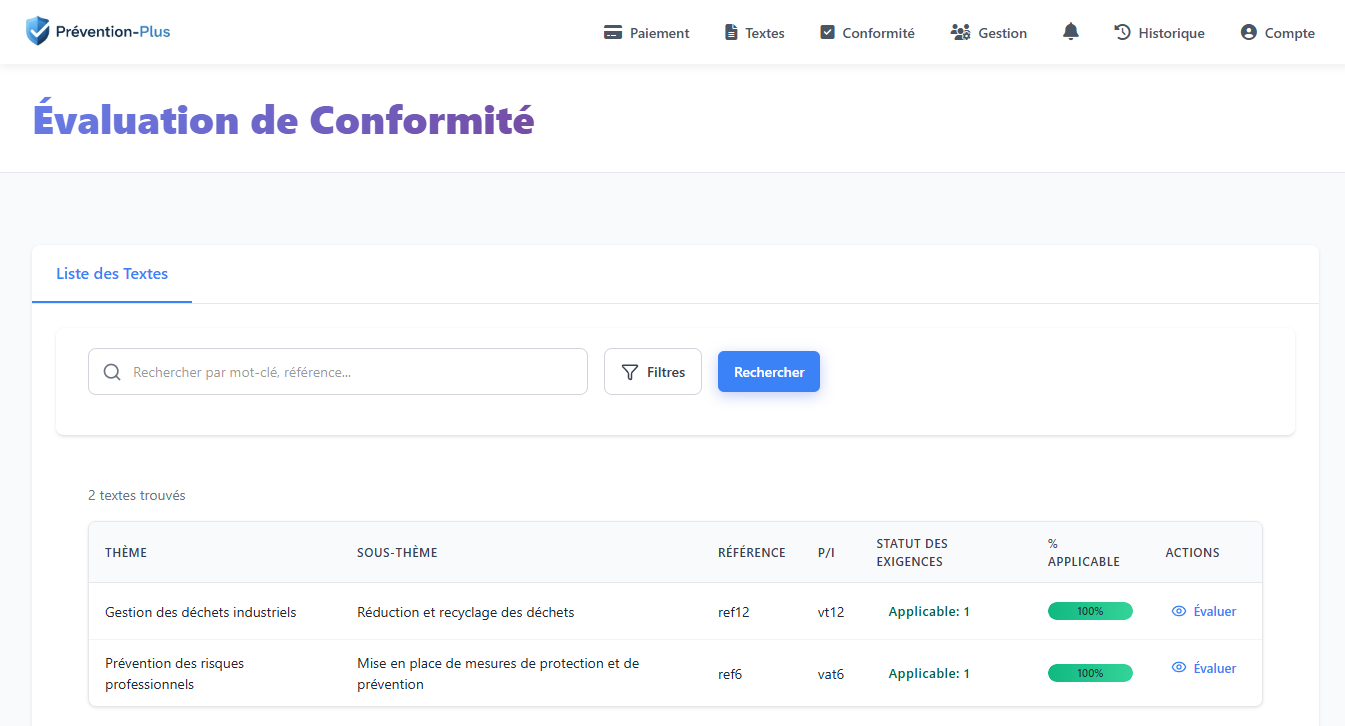 Prévention-Plus
Paiement
Textes
Conformité
Gestion
Historique
Compte
Évaluation de Conformité
Liste des Textes
Rechercher par mot-clé, référence...
Filtres
Rechercher
2 textes trouvés
THÈME
SOUS-THÈME
RÉFÉRENCE
P/I
STATUT DES
EXIGENCES
%
APPLICABLE
ACTIONS
Gestion des déchets industriels
Réduction et recyclage des déchets
ref12
vt12
Applicable: 1
100%
Évaluer
Prévention des risques
professionnels
Mise en place de mesures de protection et de
prévention
ref6
vat6
Applicable: 1
100%
Évaluer